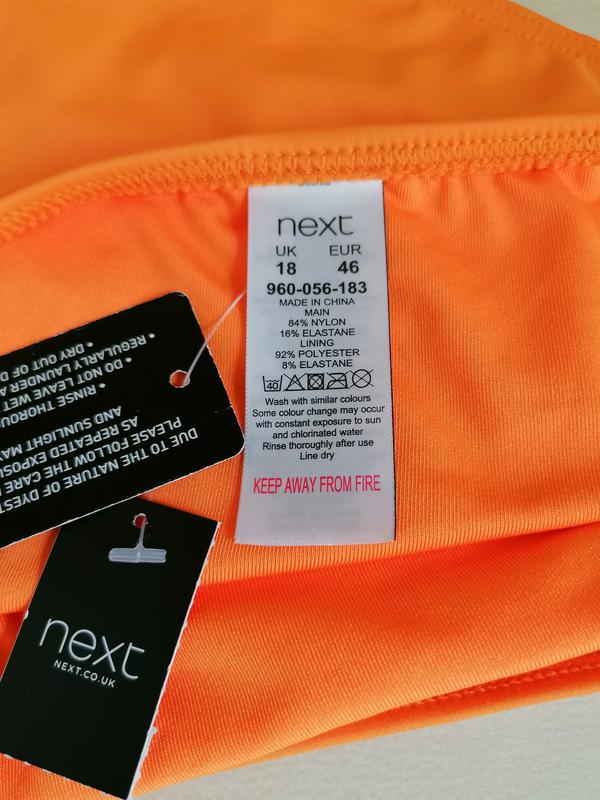 next
UK EUR
18 46
960-056-183
MADE IN CHINA
MAIN
84% NYLON
16% ELASTANE
LINING
92% POLYESTER
8% ELASTANE
40
Wash with similar colours
Some colour change may occur
with constant exposure to sun
and chlorinated water
Rinse thoroughly after use
Line dry
KEEP AWAY FROM FIRE
DUE TO THE NATURE OF
PLEASE FOLLOW THE CARE
AS REPEATED
AND SUNLIGHT
• RINSE
• DO NOT LEAVE WET
• REGULARLY LAUNDER
• DRY OUT OF
next
NEXT.CO.UK